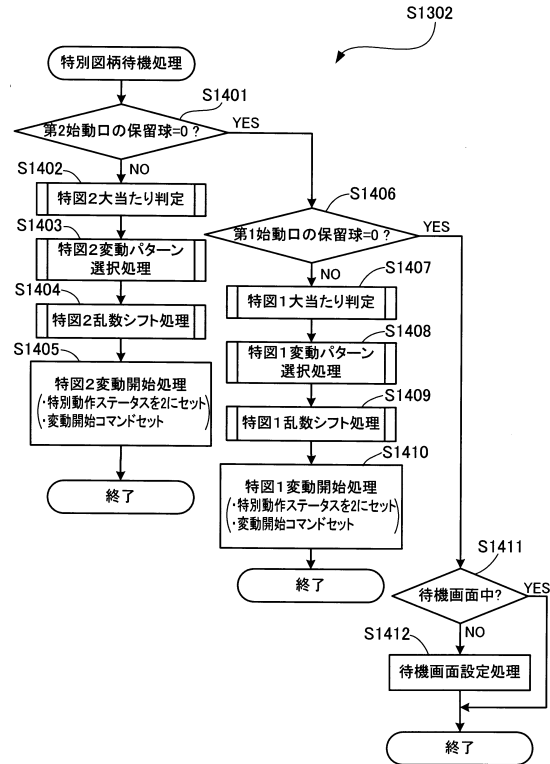 S1302
特別図柄待機処理
S1401
第2始動口の保留球=0？
YES
NO
S1402
特図2大当たり判定
S1403
特図2変動パターン
選択処理
S1404
特図2乱数シフト処理
S1405
特図2変動開始処理
(・特別動作ステータスを2にセット
・変動開始コマンドセット)
終了
S1406
第1始動口の保留球=0？
YES
NO
S1407
特図1大当たり判定
S1408
特図1変動パターン
選択処理
S1409
特図1乱数シフト処理
S1410
特図1変動開始処理
(・特別動作ステータスを2にセット
・変動開始コマンドセット)
終了
S1411
待機画面中？
YES
NO
S1412
待機画面設定処理
終了